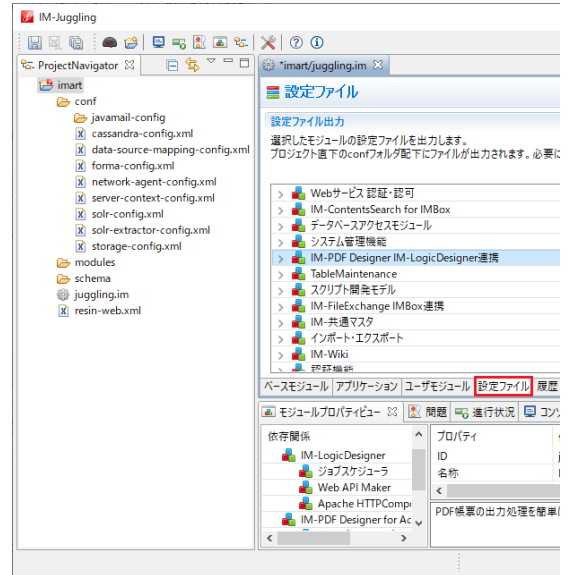 IM-Juggling
ProjectNavigator
imart
conf
javamail-config
cassandra-config.xml
data-source-mapping-config.xml
forma-config.xml
network-agent-config.xml
server-context-config.xml
solr-config.xml
solr-extractor-config.xml
storage-config.xml
modules
schema
juggling.im
resin-web.xml
*imart/juggling.im
設定ファイル
設定ファイル出力
選択したモジュールの設定ファイルを出力します。
プロジェクト直下のconfフォルダ配下にファイルが出力されます。必要に
Webサービス 認証・認可
IM-ContentsSearch for IMBox
データベースアクセスモジュール
システム管理機能
IM-PDF Designer IM-LogicDesigner連携
TableMaintenance
スクリプト開発モデル
IM-FileExchange IMBox連携
IM-共通マスタ
インポート・エクスポート
IM-Wiki
認証機能
ベースモジュール アプリケーション ユーザモジュール 設定ファイル 履歴
モジュールプロパティビュー 問題 進行状況 コンソ
依存関係
IM-LogicDesigner
ジョブスケジューラ
Web API Maker
Apache HTTPCompo
IM-PDF Designer for Ac
プロパティ
ID
名称
PDF帳票の出力処理を簡単に